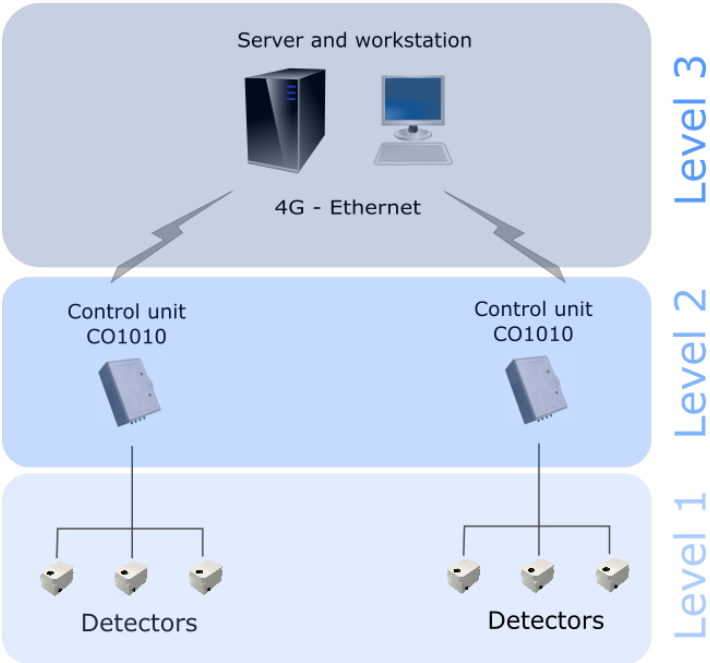 Server and workstation
4G - Ethernet
Level 3
Control unit
CO1010
Control unit
CO1010
Level 2
Detectors
Detectors
Level 1